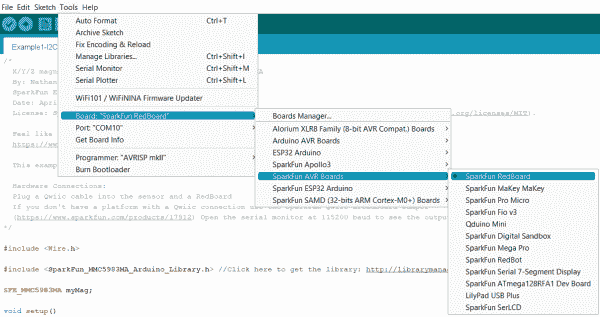 File Edit Sketch Tools Help
Auto Format Ctrl+T
Archive Sketch
Fix Encoding & Reload
Manage Libraries... Ctrl+Shift+I
Serial Monitor Ctrl+Shift+M
Serial Plotter Ctrl+Shift+L
WiFi101 / WiFiNINA Firmware Updater
Board: "SparkFun RedBoard"
Port: "COM10"
Get Board Info
Programmer: "AVRISP mkII"
Burn Bootloader
Boards Manager...
Alorium XLR8 Family (8-bit AVR Compat.) Boards
Arduino AVR Boards
ESP32 Arduino
SparkFun Apollo3
SparkFun AVR Boards
SparkFun ESP32 Arduino
SparkFun SAMD (32-bits ARM Cortex-M0+) Boards
SparkFun RedBoard
SparkFun MaKey MaKey
SparkFun Pro Micro
SparkFun Fio v3
Qduino Mini
SparkFun Digital Sandbox
SparkFun Mega Pro
SparkFun RedBot
SparkFun Serial 7-Segment Display
SparkFun ATmega128RFA1 Dev Board
LilyPad USB Plus
SparkFun SerLCD
Example1-I2C
/*
X/Y/Z magn
By: Nathan
SparkFun E
Date: Apri
License: S org/licenses/MIT).
Feel like
https://ww
This examp
Hardware Connections:
Plug a Qwiic cable into the sensor and a RedBoard
If you don't have a platform with a Qwiic connection
(https://www.sparkfun.com/products/17912) Open the serial monitor at 115200 baud to see the output
*/
#include <Wire.h>
#include <SparkFun_MMC5983MA_Arduino_Library.h> //Click here to get the library: http://librarymanag
SFE_MMC5983MA myMag;
void setup()